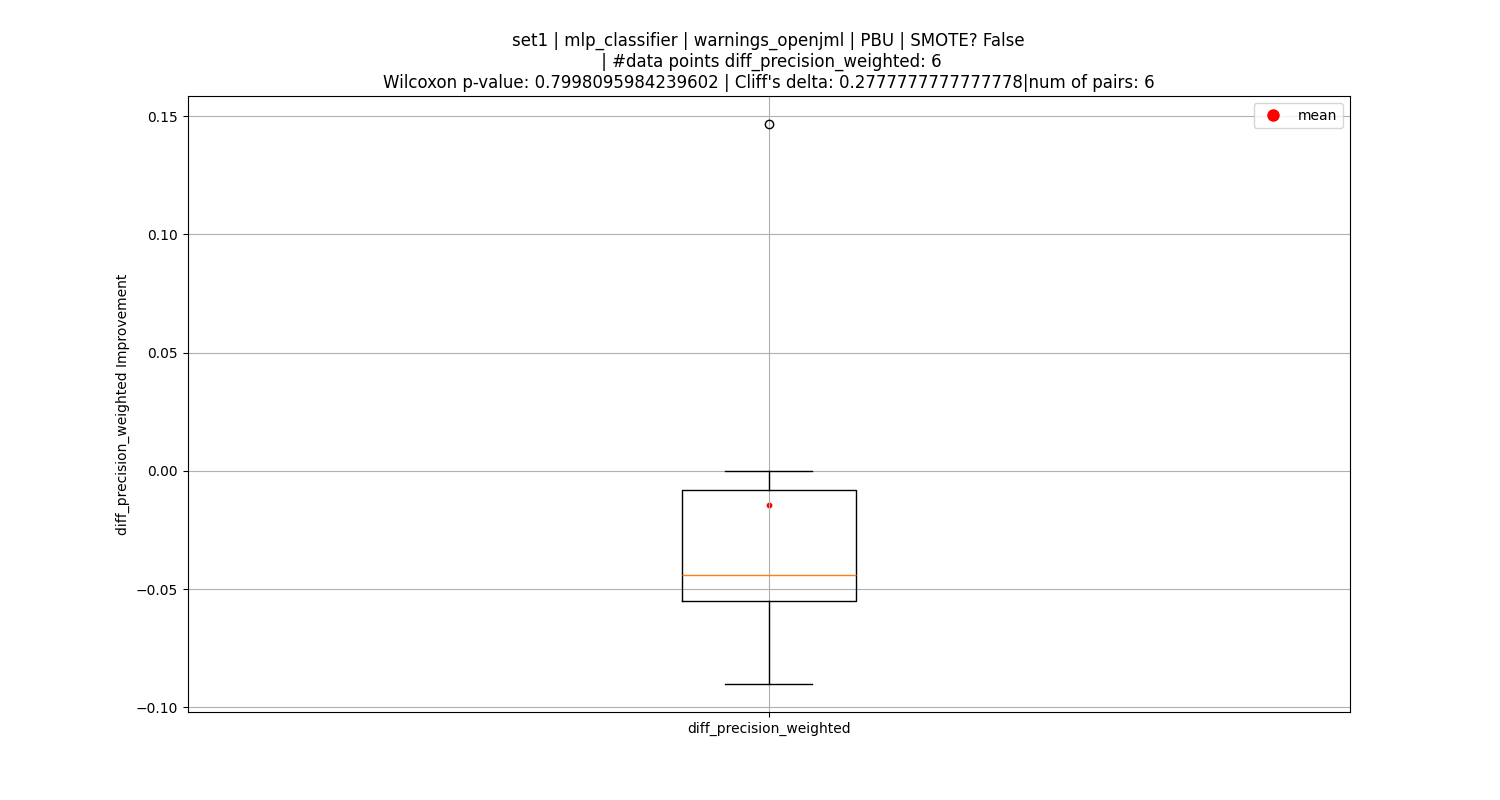 set1 | mlp_classifier | warnings_openjml | PBU | SMOTE? False
| #data points diff_precision_weighted: 6
Wilcoxon p-value: 0.7998095984239602 | Cliff's delta: 0.2777777777777778|num of pairs: 6
mean
0.15
0.10
0.05
0.00
−0.05
−0.10
diff_precision_weighted Improvement
diff_precision_weighted